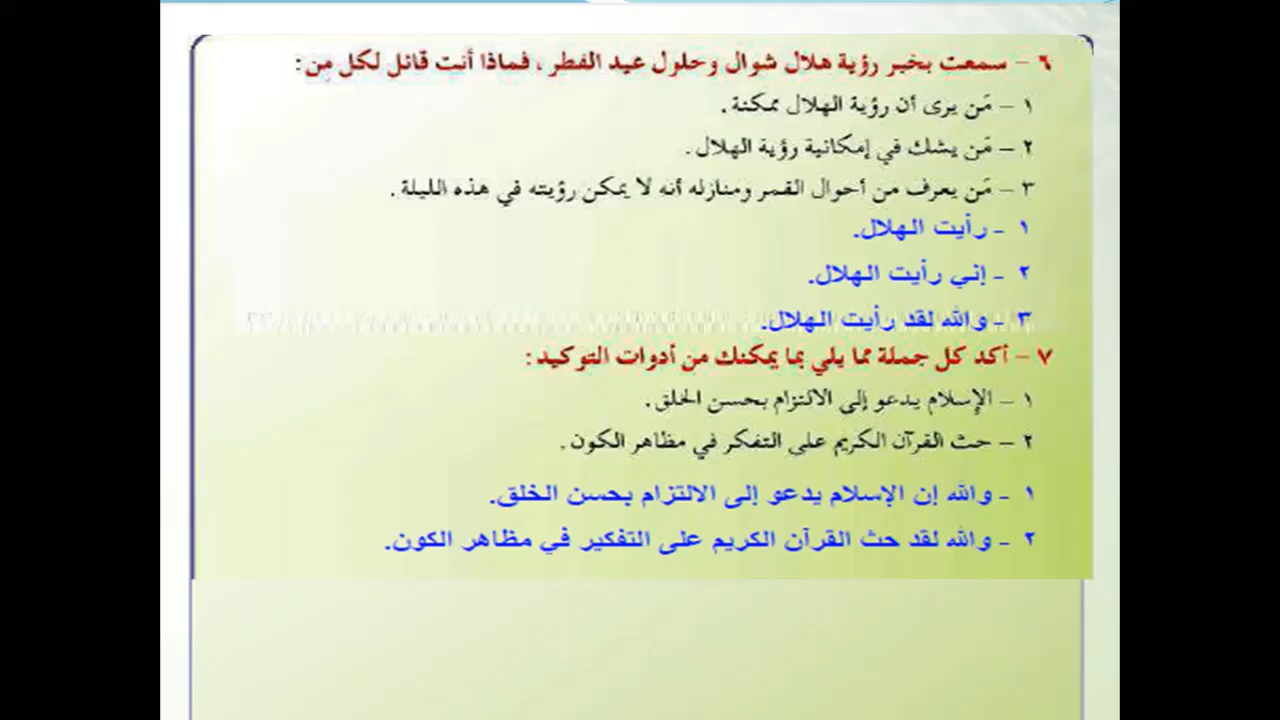 ٦ - سمعت بخبر رؤية هلال شوال وحلول عيد الفطر ، فماذا أنت قائل لكل مِن :
١ - مَن يرى أن رؤية الهلال ممكنة .
٢ - مَن يشك في إمكانية رؤية الهلال .
٣ - مَن يعرف من أحوال القمر ومنازله أنه لا يمكن رؤيته في هذه الليلة .
١ - رأيت الهلال.
٢ - إني رأيت الهلال.
٣ - والله لقد رأيت الهلال.
٧ - أكد كل جملة مما يلي بما يمكنك من أدوات التوكيد :
١ - الإسلام يدعو إلى الالتزام بحسن الخلق .
٢ - حث القرآن الكريم على التفكر في مظاهر الكون .
١ - والله إن الإسلام يدعو إلى الالتزام بحسن الخلق.
٢ - والله لقد حث القرآن الكريم على التفكير في مظاهر الكون.